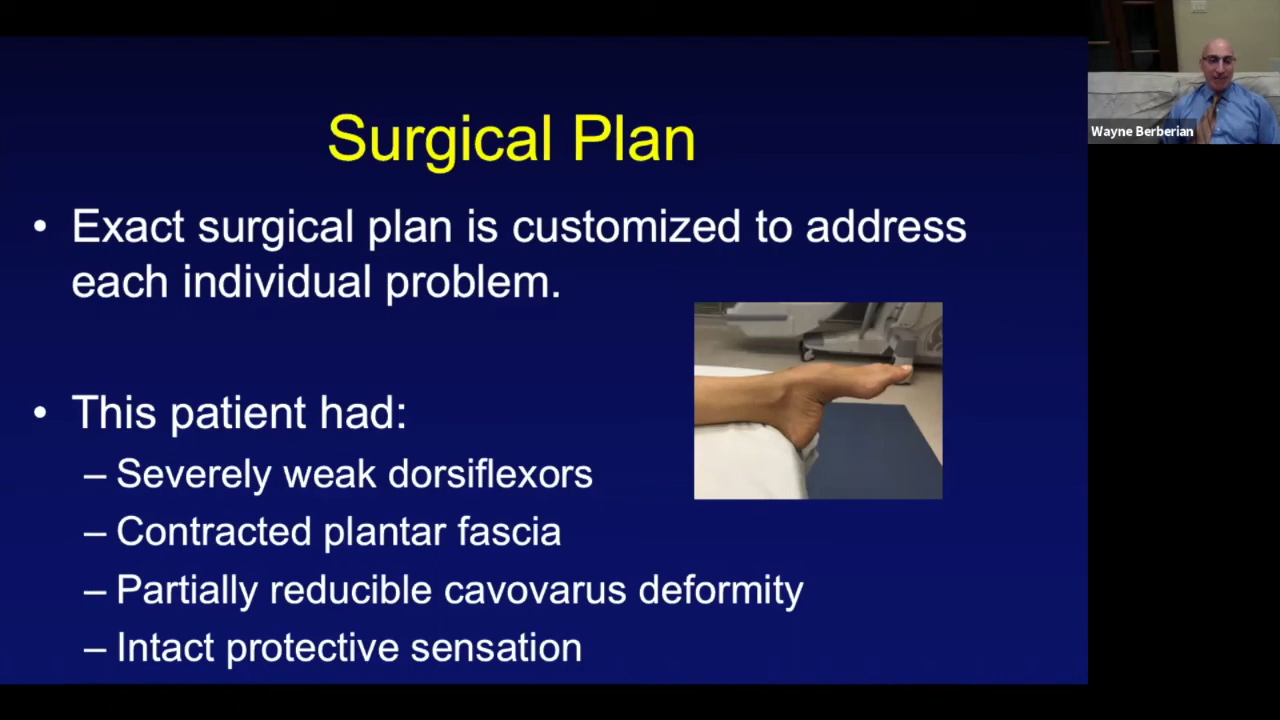 Surgical Plan
• Exact surgical plan is customized to address
each individual problem.
• This patient had:
– Severely weak dorsiflexors
– Contracted plantar fascia
– Partially reducible cavovarus deformity
– Intact protective sensation
Wayne Berberian